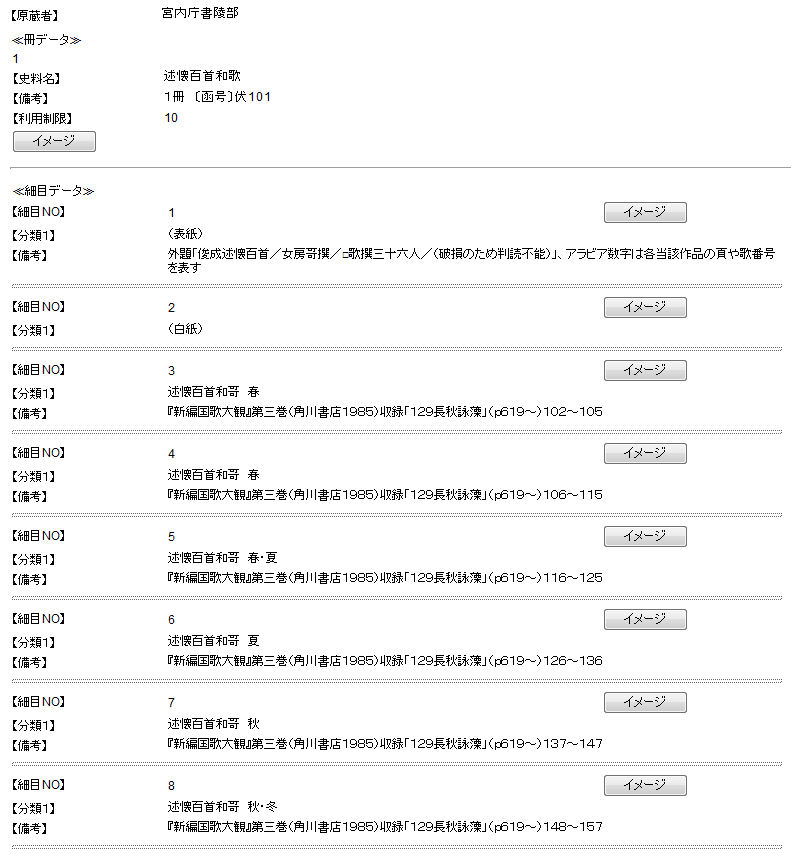 【原蔵者】 宮内庁書陵部
≪冊データ≫
1
【史料名】 述懐百首和歌
【備考】 1冊 〔函号〕伏101
【利用制限】 10
イメージ
≪細目データ≫
【細目NO】 1 イメージ
【分類1】 (表紙)
【備考】 外題｢俊成述懐百首／女房哥撰／□歌撰三十六人／(破損のため判読不能)｣、アラビア数字は各当該作品の頁や歌番号
を表す
【細目NO】 2 イメージ
【分類1】 (白紙)
【細目NO】 3 イメージ
【分類1】 述懐百首和哥 春
【備考】 『新編国歌大観』第三巻(角川書店1985)収録｢129長秋詠藻｣(p619～)102～105
【細目NO】 4 イメージ
【分類1】 述懐百首和哥 春
【備考】 『新編国歌大観』第三巻(角川書店1985)収録｢129長秋詠藻｣(p619～)106～115
【細目NO】 5 イメージ
【分類1】 述懐百首和哥 春･夏
【備考】 『新編国歌大観』第三巻(角川書店1985)収録｢129長秋詠藻｣(p619～)116～125
【細目NO】 6 イメージ
【分類1】 述懐百首和哥 夏
【備考】 『新編国歌大観』第三巻(角川書店1985)収録｢129長秋詠藻｣(p619～)126～136
【細目NO】 7 イメージ
【分類1】 述懐百首和哥 秋
【備考】 『新編国歌大観』第三巻(角川書店1985)収録｢129長秋詠藻｣(p619～)137～147
【細目NO】 8 イメージ
【分類1】 述懐百首和哥 秋･冬
【備考】 『新編国歌大観』第三巻(角川書店1985)収録｢129長秋詠藻｣(p619～)148～157